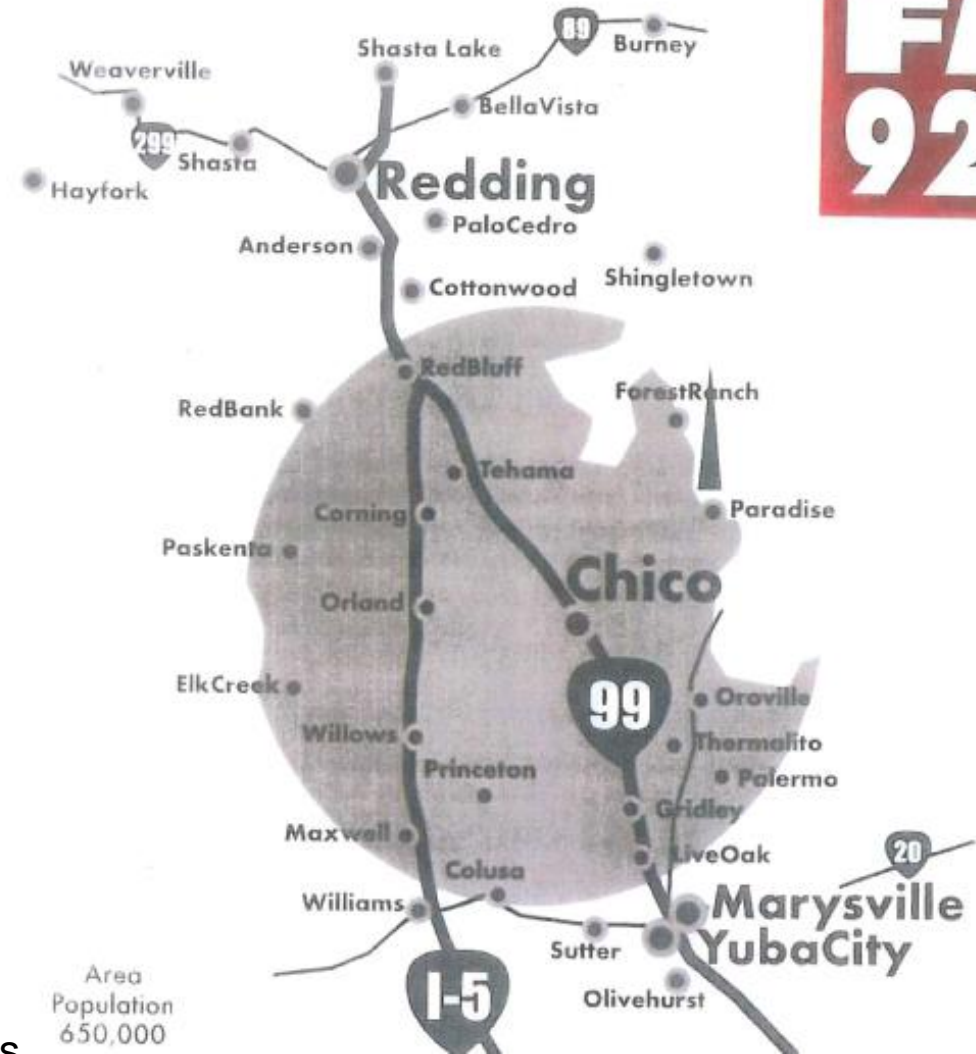 89
Burney
FA
92
Shasta Lake
Weaverville
BellaVista
299
Shasta
Hayfork
Redding
PaloCedro
Anderson
Shingletown
Cottonwood
RedBluff
ForestRanch
RedBank
Tehama
Paradise
Corning
Paskenta
Chico
Orland
ElkCreek
99
Oroville
Willows
Thermalito
Princeton
Palermo
Gridley
Maxwell
LiveOak
20
Colusa
Williams
Marysville
Sutter
YubaCity
Area
Population
650,000
I-5
Olivehurst
s